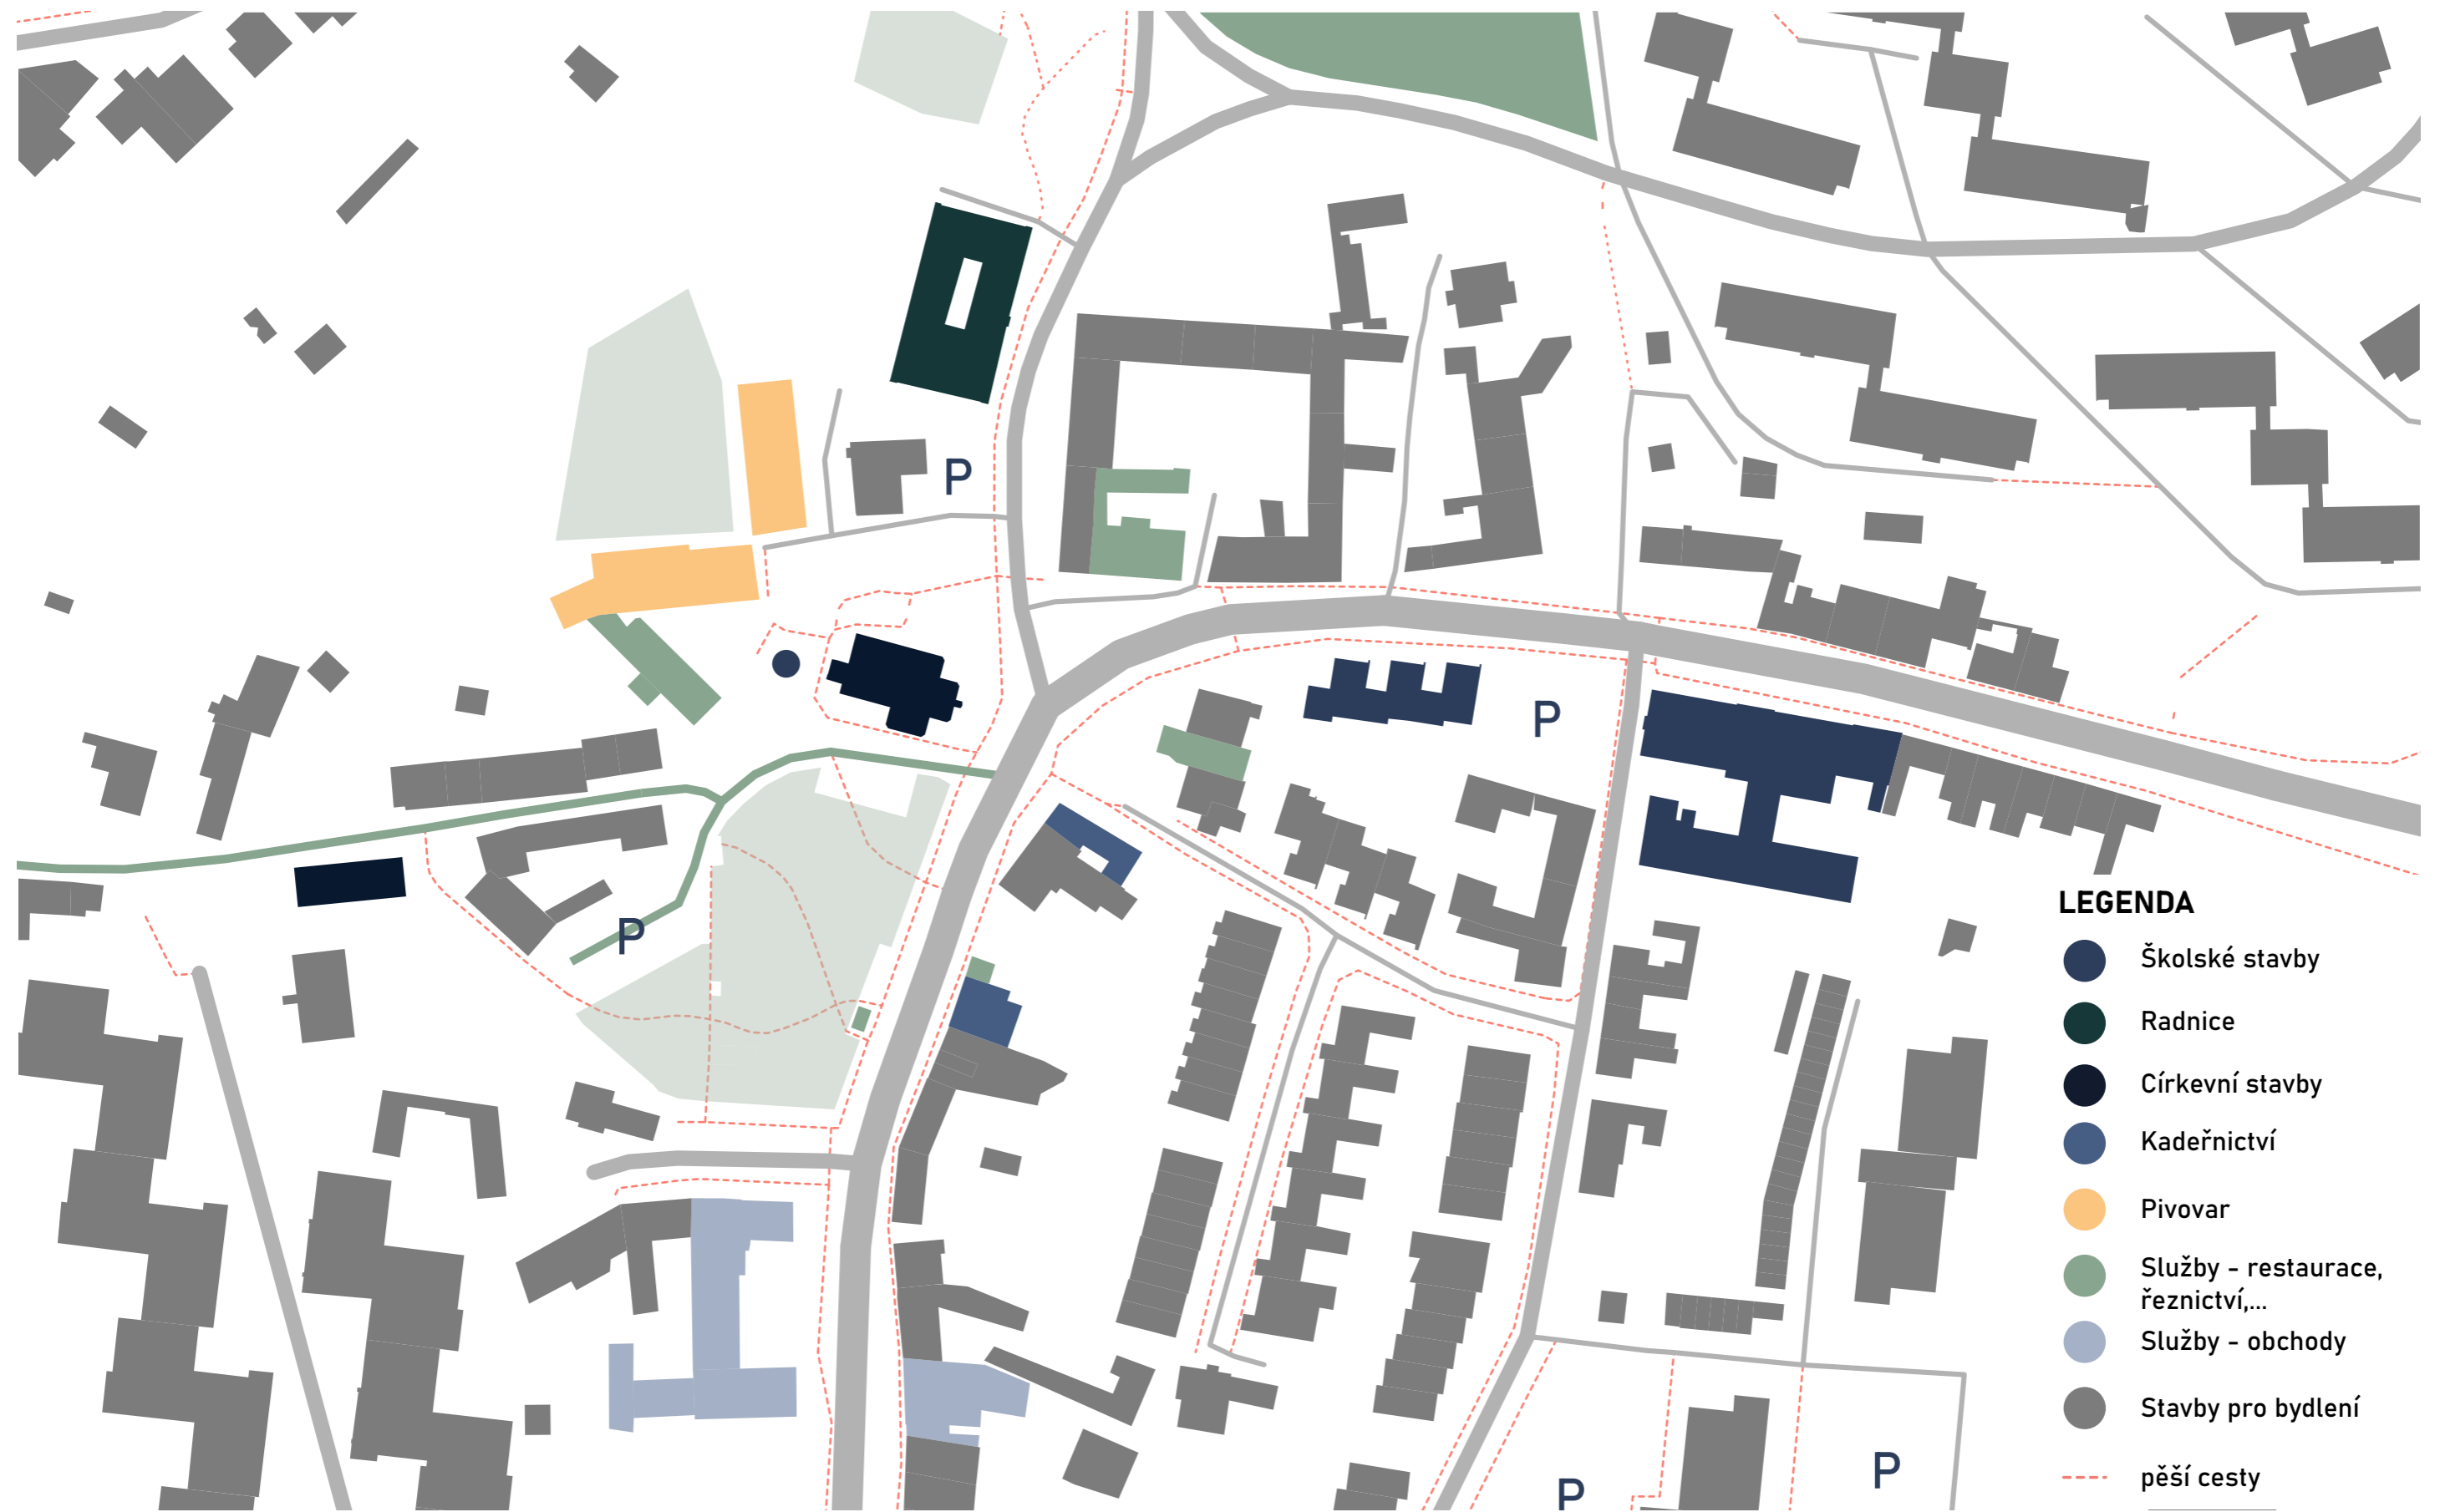 P
P
P
LEGENDA
Školské stavby
Radnice
Církevní stavby
Kadeřnictví
Pivovar
Služby - restaurace,
řeznictví,...
Služby - obchody
Stavby pro bydlení
pěší cesty
P
P